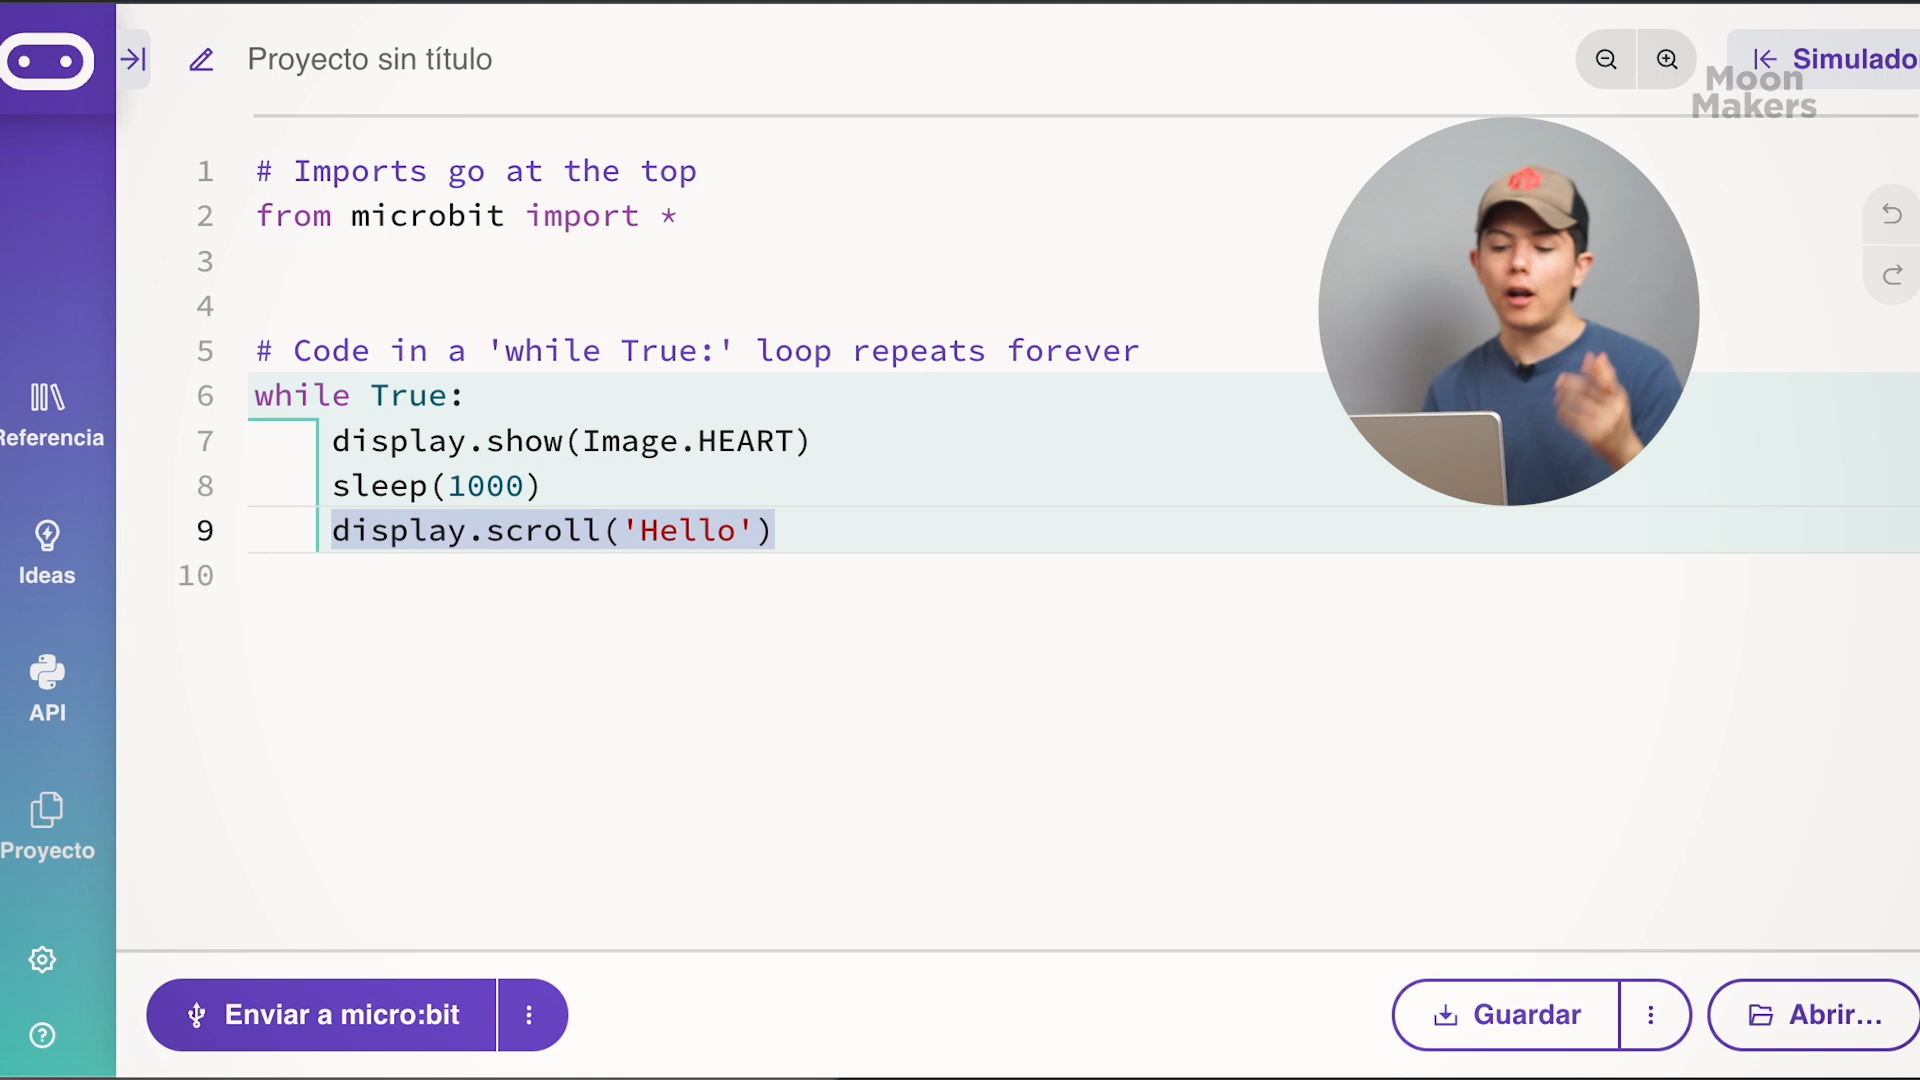 Proyecto sin título
Simulado
Moon
Makers
1 # Imports go at the top
2 from microbit import *
3
4
5 # Code in a 'while True:' loop repeats forever
6 while True:
7 display.show(Image.HEART)
8 sleep(1000)
9 display.scroll('Hello')
10
Referencia
Ideas
API
Proyecto
Enviar a micro:bit
Guardar
Abrir...